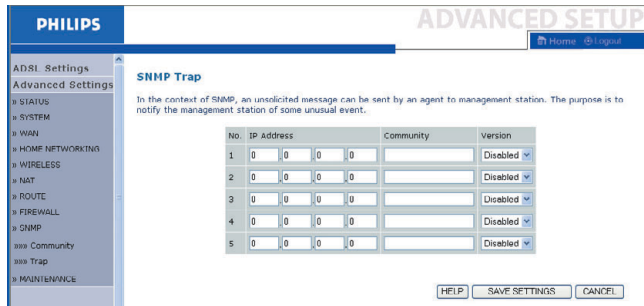 PHILIPS
ADVANCED SETUP
Home Logout
ADSL Settings
Advanced Settings
» STATUS
» SYSTEM
» WAN
» HOME NETWORKING
» WIRELESS
» NAT
» ROUTE
» FIREWALL
» SNMP
»»» Community
»»» Trap
» MAINTENANCE
SNMP Trap
In the context of SNMP, an unsolicited message can be sent by an agent to management station. The purpose is to
notify the management station of some unusual event.
No. IP Address Community Version
1 0 . 0 . 0 . 0 Disabled
2 0 . 0 . 0 . 0 Disabled
3 0 . 0 . 0 . 0 Disabled
4 0 . 0 . 0 . 0 Disabled
5 0 . 0 . 0 . 0 Disabled
HELP SAVE SETTINGS CANCEL